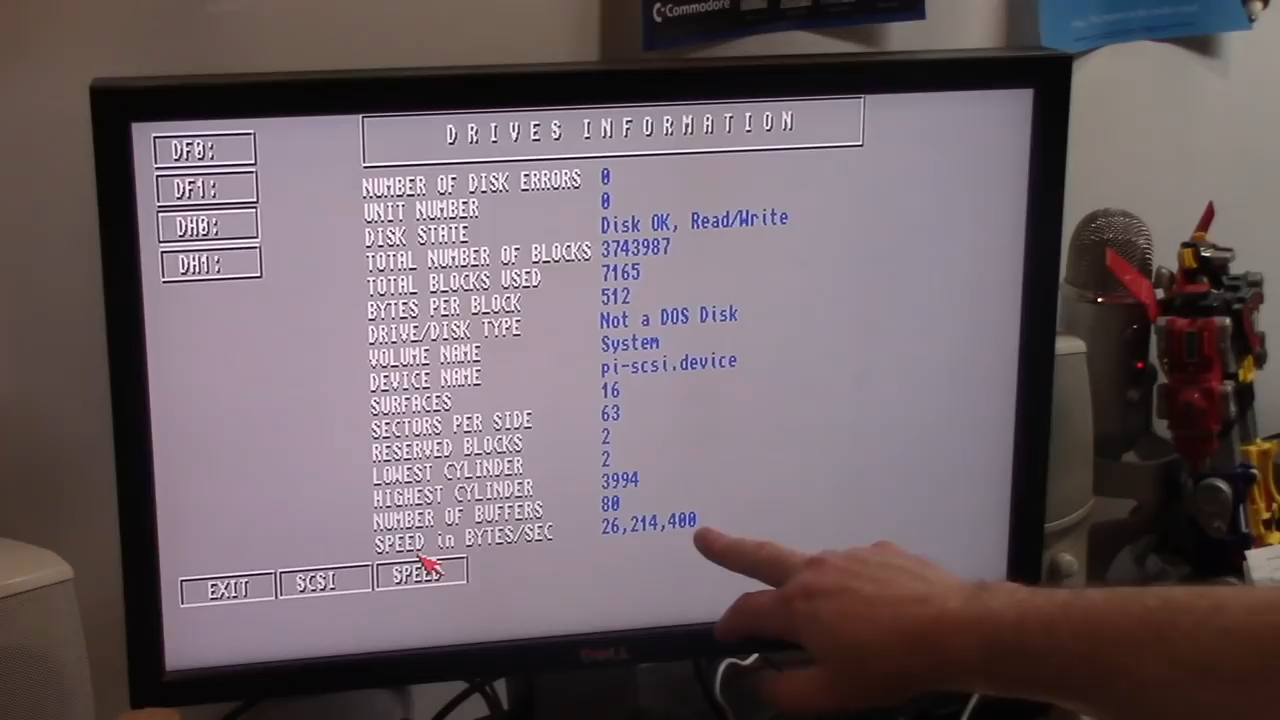 Commodore
DRIVES INFORMATION
DF0:
DF1:
DH0:
DH1:
NUMBER OF DISK ERRORS 0
UNIT NUMBER 0
DISK STATE Disk OK, Read/Write
TOTAL NUMBER OF BLOCKS 3743987
TOTAL BLOCKS USED 7165
BYTES PER BLOCK 512
DRIVE/DISK TYPE Not a DOS Disk
VOLUME NAME System
DEVICE NAME pi-scsi.device
SURFACES 16
SECTORS PER SIDE 63
RESERVED BLOCKS 2
LOWEST CYLINDER 2
HIGHEST CYLINDER 3994
NUMBER OF BUFFERS 80
SPEED in BYTES/SEC 26,214,400
EXIT SCSI SPEED
DELL